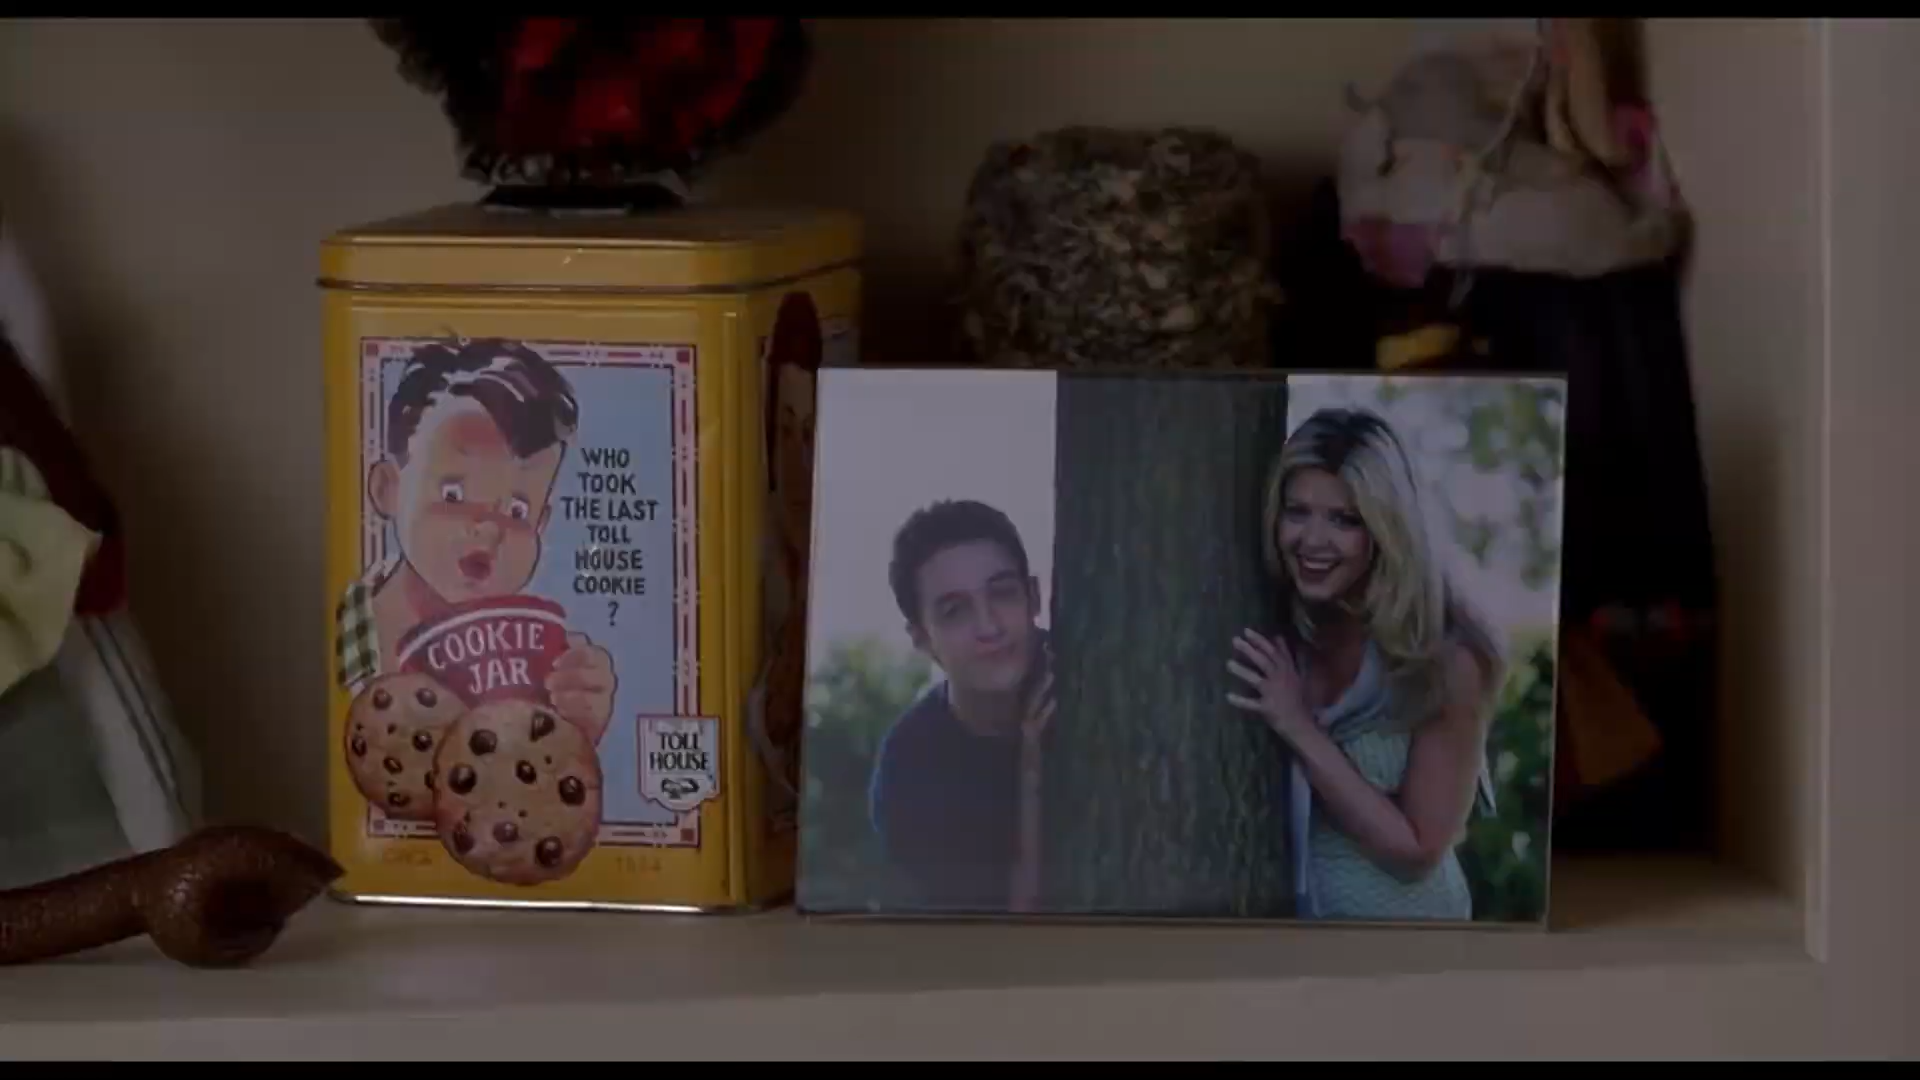 WHO
TOOK
THE LAST
TOLL
HOUSE
COOKIE
?
COOKIE
JAR
TOLL
HOUSE